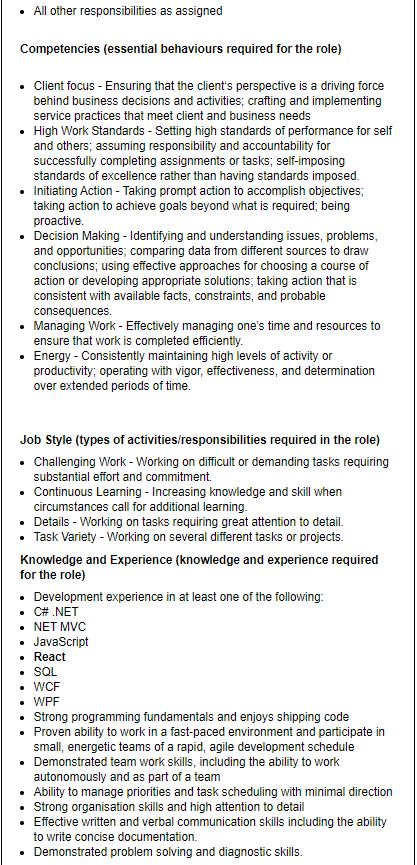 • All other responsibilities as assigned
Competencies (essential behaviours required for the role)
• Client focus - Ensuring that the client's perspective is a driving force
behind business decisions and activities; crafting and implementing
service practices that meet client and business needs
• High Work Standards - Setting high standards of performance for self
and others; assuming responsibility and accountability for
successfully completing assignments or tasks; self-imposing
standards of excellence rather than having standards imposed.
• Initiating Action - Taking prompt action to accomplish objectives;
taking action to achieve goals beyond what is required; being
proactive.
• Decision Making - Identifying and understanding issues, problems,
and opportunities; comparing data from different sources to draw
conclusions; using effective approaches for choosing a course of
action or developing appropriate solutions; taking action that is
consistent with available facts, constraints, and probable
consequences.
• Managing Work - Effectively managing one's time and resources to
ensure that work is completed efficiently.
• Energy - Consistently maintaining high levels of activity or
productivity; operating with vigor, effectiveness, and determination
over extended periods of time.
Job Style (types of activities/responsibilities required in the role)
• Challenging Work - Working on difficult or demanding tasks requiring
substantial effort and commitment.
• Continuous Learning - Increasing knowledge and skill when
circumstances call for additional learning.
• Details - Working on tasks requiring great attention to detail.
• Task Variety - Working on several different tasks or projects.
Knowledge and Experience (knowledge and experience required
for the role)
• Development experience in at least one of the following:
• C# .NET
• NET MVC
• JavaScript
• React
• SQL
• WCF
• WPF
• Strong programming fundamentals and enjoys shipping code
• Proven ability to work in a fast-paced environment and participate in
small, energetic teams of a rapid, agile development schedule
• Demonstrated team work skills, including the ability to work
autonomously and as part of a team
• Ability to manage priorities and task scheduling with minimal direction
• Strong organisation skills and high attention to detail
• Effective written and verbal communication skills including the ability
to write concise documentation.
• Demonstrated problem solving and diagnostic skills.